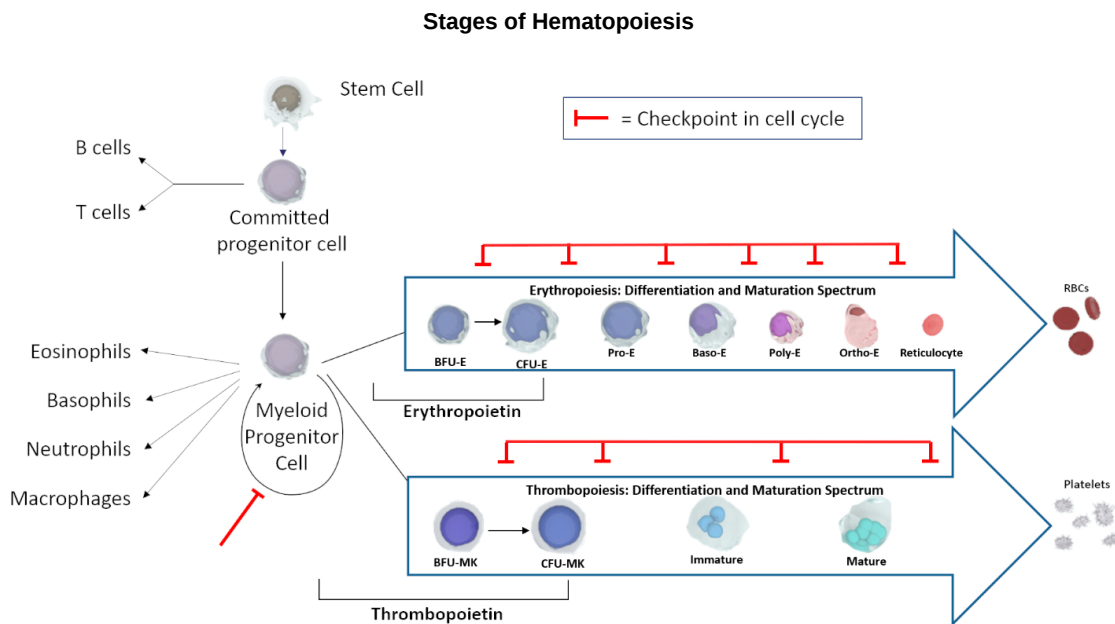 Stages of Hematopoiesis
Stem Cell
= Checkpoint in cell cycle
B cells
T cells
Committed
progenitor cell
Erythropoiesis: Differentiation and Maturation Spectrum
RBCs
BFU-E
CFU-E
Pro-E
Baso-E
Poly-E
Ortho-E
Reticulocyte
Erythropoietin
Eosinophils
Basophils
Neutrophils
Macrophages
Myeloid
Progenitor
Cell
Thrombopoiesis: Differentiation and Maturation Spectrum
Platelets
BFU-MK
CFU-MK
Immature
Mature
Thrombopoietin